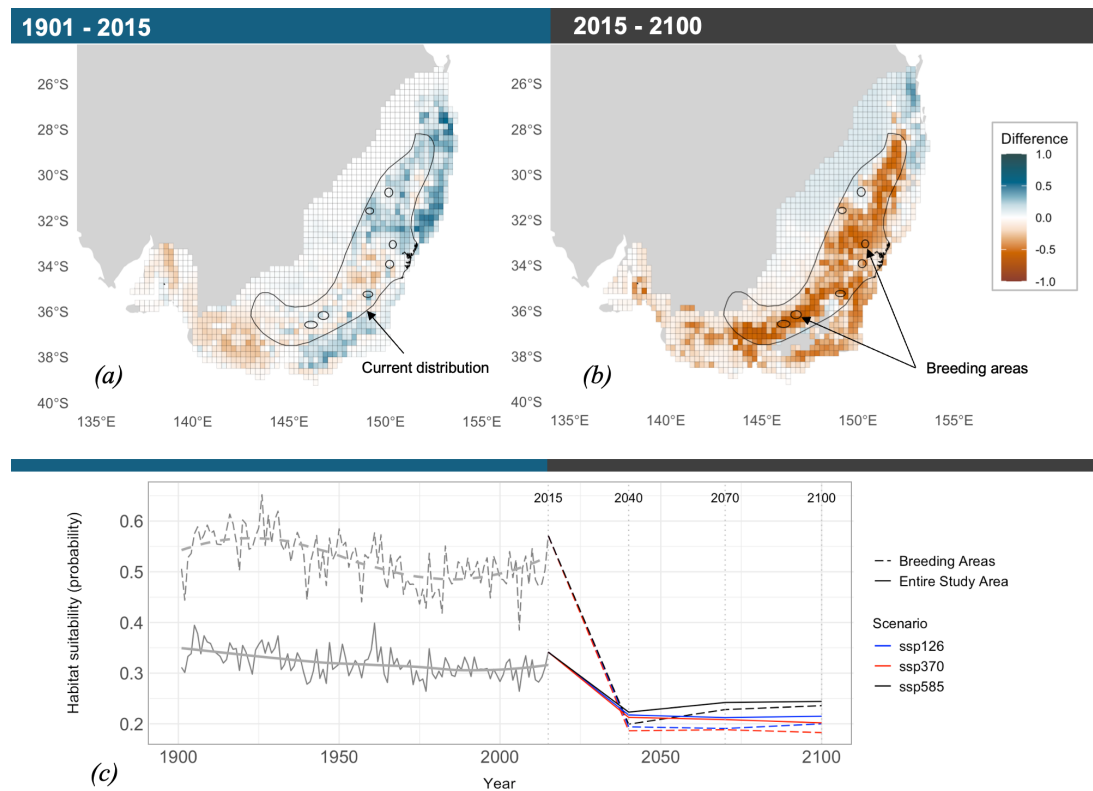 1901 - 2015
2015 - 2100
26°S
28°S
30°S
32°S
34°S
36°S
38°S
40°S
135°E
140°E
145°E
150°E
155°E
(a)
Current distribution
26°S
28°S
30°S
32°S
34°S
36°S
38°S
40°S
135°E
140°E
145°E
150°E
155°E
(b)
Breeding areas
Difference
1.0
0.5
0.0
-0.5
-1.0
2015
2040
2070
2100
Habitat suitability (probability)
0.6
0.5
0.4
0.3
0.2
1900
1950
2000
2050
2100
Year
(c)
Breeding Areas
Entire Study Area
Scenario
ssp126
ssp370
ssp585